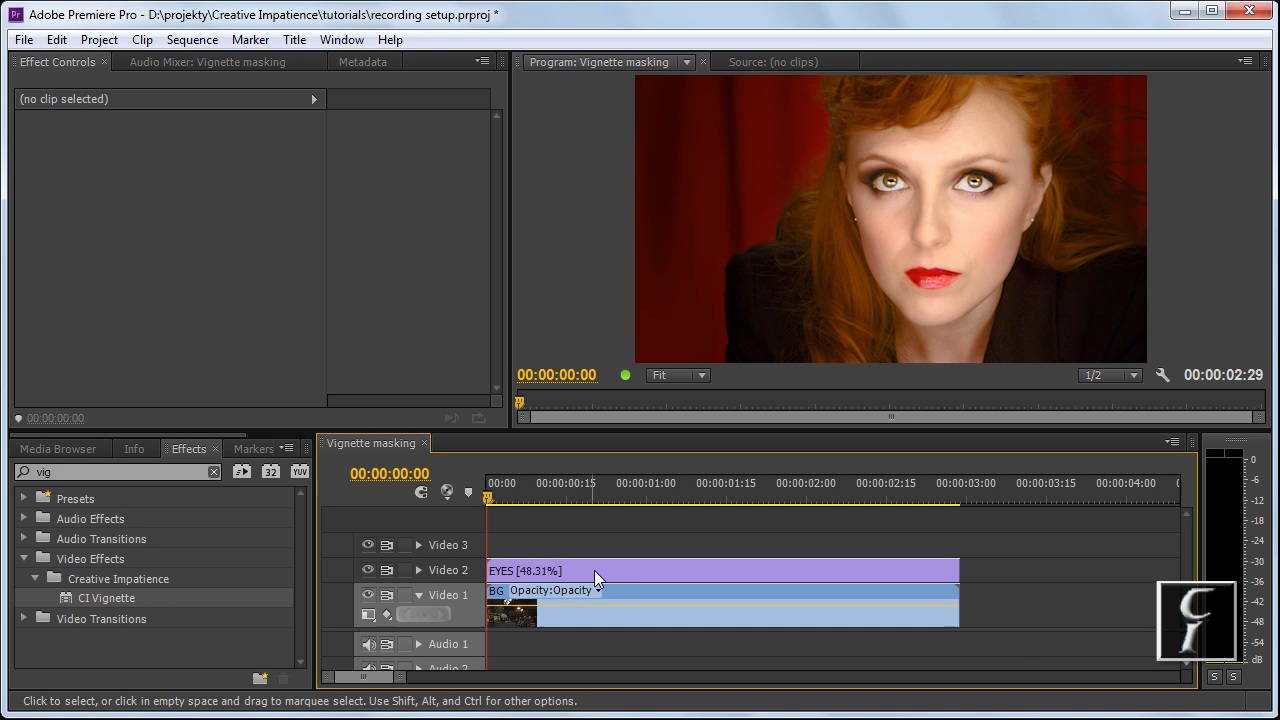 Pr Adobe Premiere Pro - D:\projekty\Creative Impatience\tutorials\recording setup.prproj *
File Edit Project Clip Sequence Marker Title Window Help
Effect Controls × Audio Mixer: Vignette masking Metadata
Program: Vignette masking × Source: (no clips)
(no clip selected)
00:00:00:00 Fit 1/2 00:00:02:29
00:00:00:00
Media Browser Info Effects × Markers
Vignette masking ×
vig
32 YUV
00:00:00:00
00:00 00:00:00:15 00:00:01:00 00:00:01:15 00:00:02:00 00:00:02:15 00:00:03:00 00:00:03:15 00:00:04:00
Presets
Audio Effects
Audio Transitions
Video Effects
Creative Impatience
CI Vignette
Video Transitions
Video 3
Video 2 EYES [48.31%]
Video 1 BG Opacity:Opacity
Audio 1
Audio 2
0
-6
-12
-18
-24
-30
-36
-42
-48
-54
dB
S S
CI
Click to select, or click in empty space and drag to marquee select. Use Shift, Alt, and Ctrl for other options.